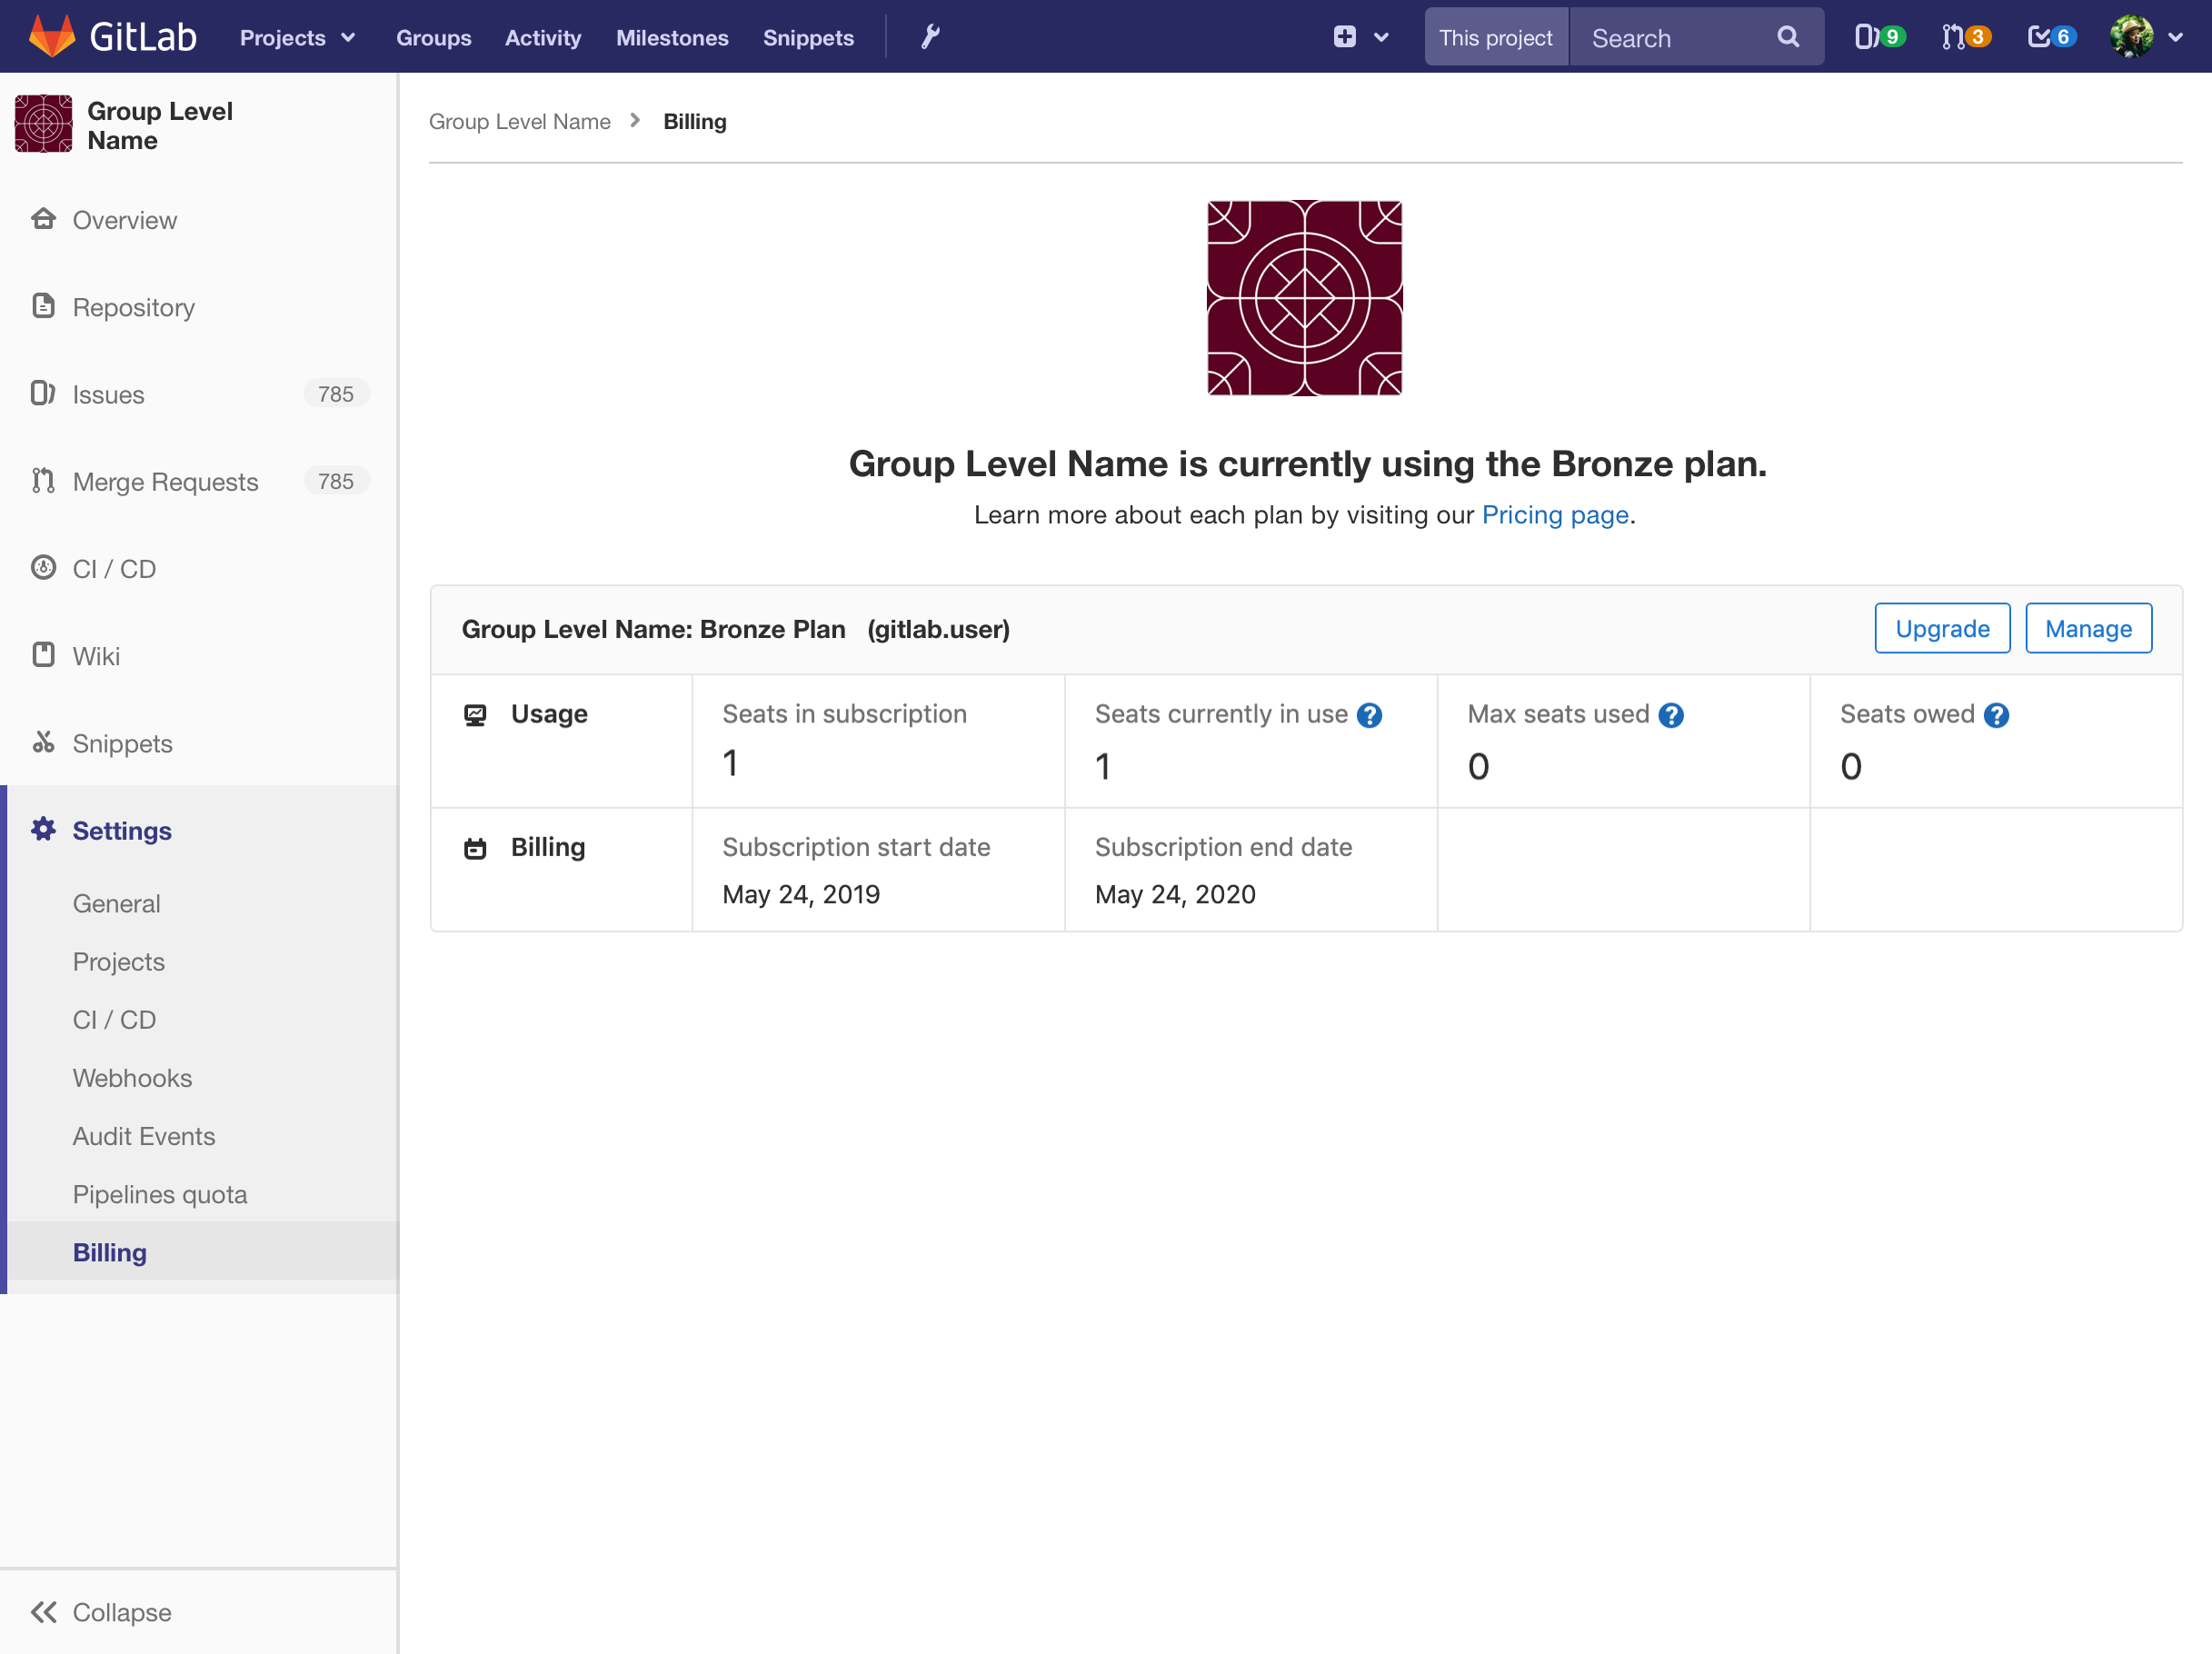 GitLab Projects Groups Activity Milestones Snippets This project Search 9 3 6
Group Level
Name
Overview
Repository
Issues 785
Merge Requests 785
CI / CD
Wiki
Snippets
Settings
General
Projects
CI / CD
Webhooks
Audit Events
Pipelines quota
Billing
Collapse
Group Level Name Billing
Group Level Name is currently using the Bronze plan.
Learn more about each plan by visiting our Pricing page.
Group Level Name: Bronze Plan (gitlab.user) Upgrade Manage
Usage Seats in subscription Seats currently in use ? Max seats used ? Seats owed ?
1 1 0 0
Billing Subscription start date Subscription end date
May 24, 2019 May 24, 2020